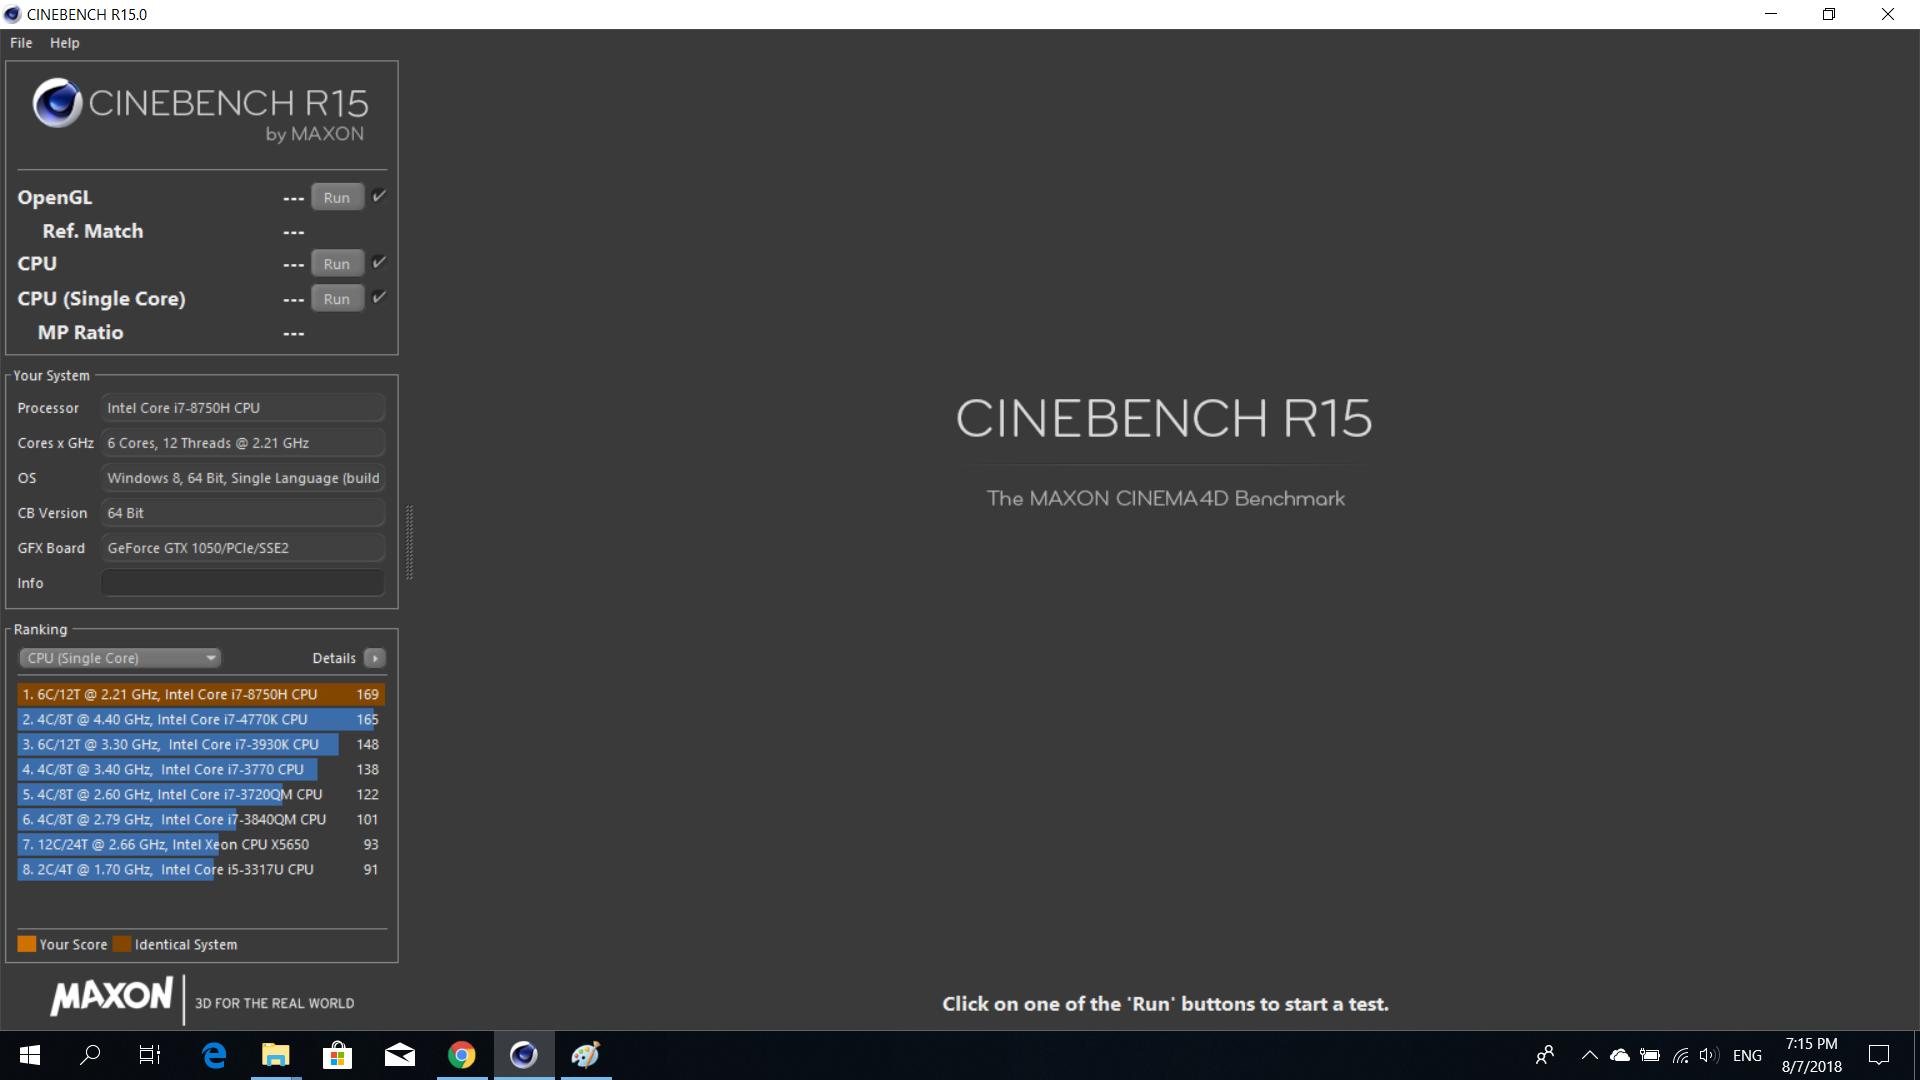 CINEBENCH R15.0
File Help
CINEBENCH R15
by MAXON
OpenGL --- Run
Ref. Match ---
CPU --- Run
CPU (Single Core) --- Run
MP Ratio ---
Your System
Processor Intel Core i7-8750H CPU
Cores x GHz 6 Cores, 12 Threads @ 2.21 GHz
OS Windows 8, 64 Bit, Single Language (build
CB Version 64 Bit
GFX Board GeForce GTX 1050/PCIe/SSE2
Info
Ranking
CPU (Single Core) Details
1. 6C/12T @ 2.21 GHz, Intel Core i7-8750H CPU 169
2. 4C/8T @ 4.40 GHz, Intel Core i7-4770K CPU 165
3. 6C/12T @ 3.30 GHz, Intel Core i7-3930K CPU 148
4. 4C/8T @ 3.40 GHz, Intel Core i7-3770 CPU 138
5. 4C/8T @ 2.60 GHz, Intel Core i7-3720QM CPU 122
6. 4C/8T @ 2.79 GHz, Intel Core i7-3840QM CPU 101
7. 12C/24T @ 2.66 GHz, Intel Xeon CPU X5650 93
8. 2C/4T @ 1.70 GHz, Intel Core i5-3317U CPU 91
Your Score Identical System
MAXON 3D FOR THE REAL WORLD
CINEBENCH R15
The MAXON CINEMA4D Benchmark
Click on one of the 'Run' buttons to start a test.
ENG
7:15 PM
8/7/2018